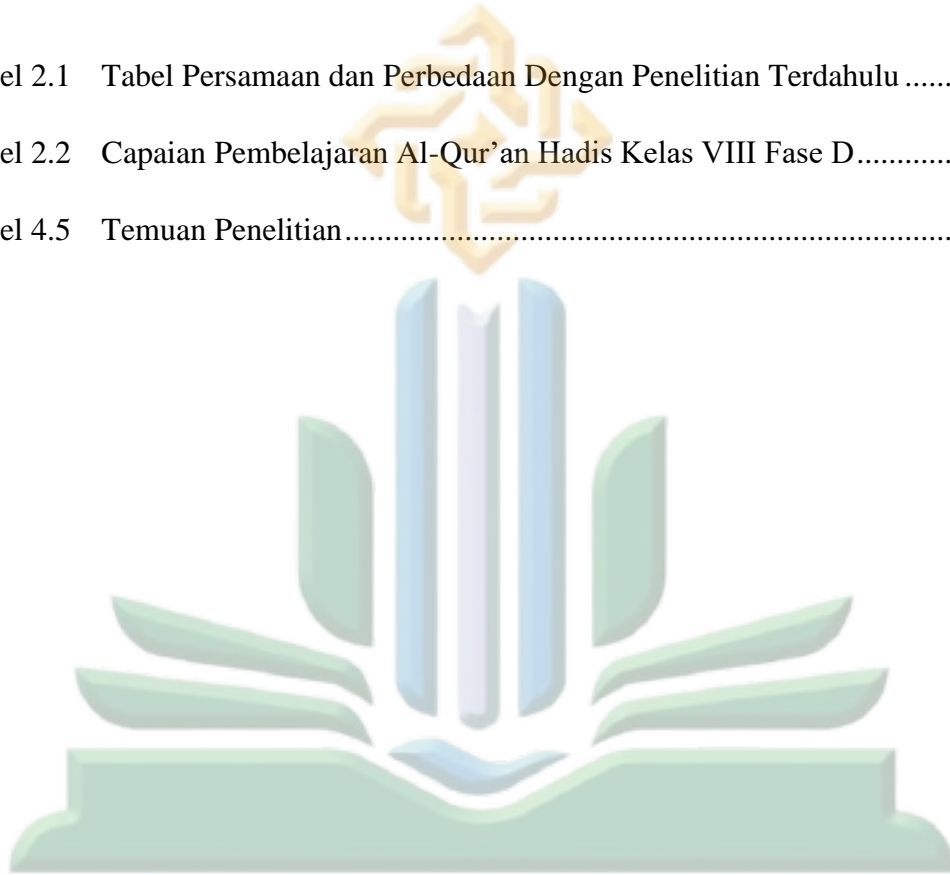 el 2.1 Tabel Persamaan dan Perbedaan Dengan Penelitian Terdahulu ......
el 2.2 Capaian Pembelajaran Al-Qur’an Hadis Kelas VIII Fase D............
el 4.5 Temuan Penelitian...........................................................................